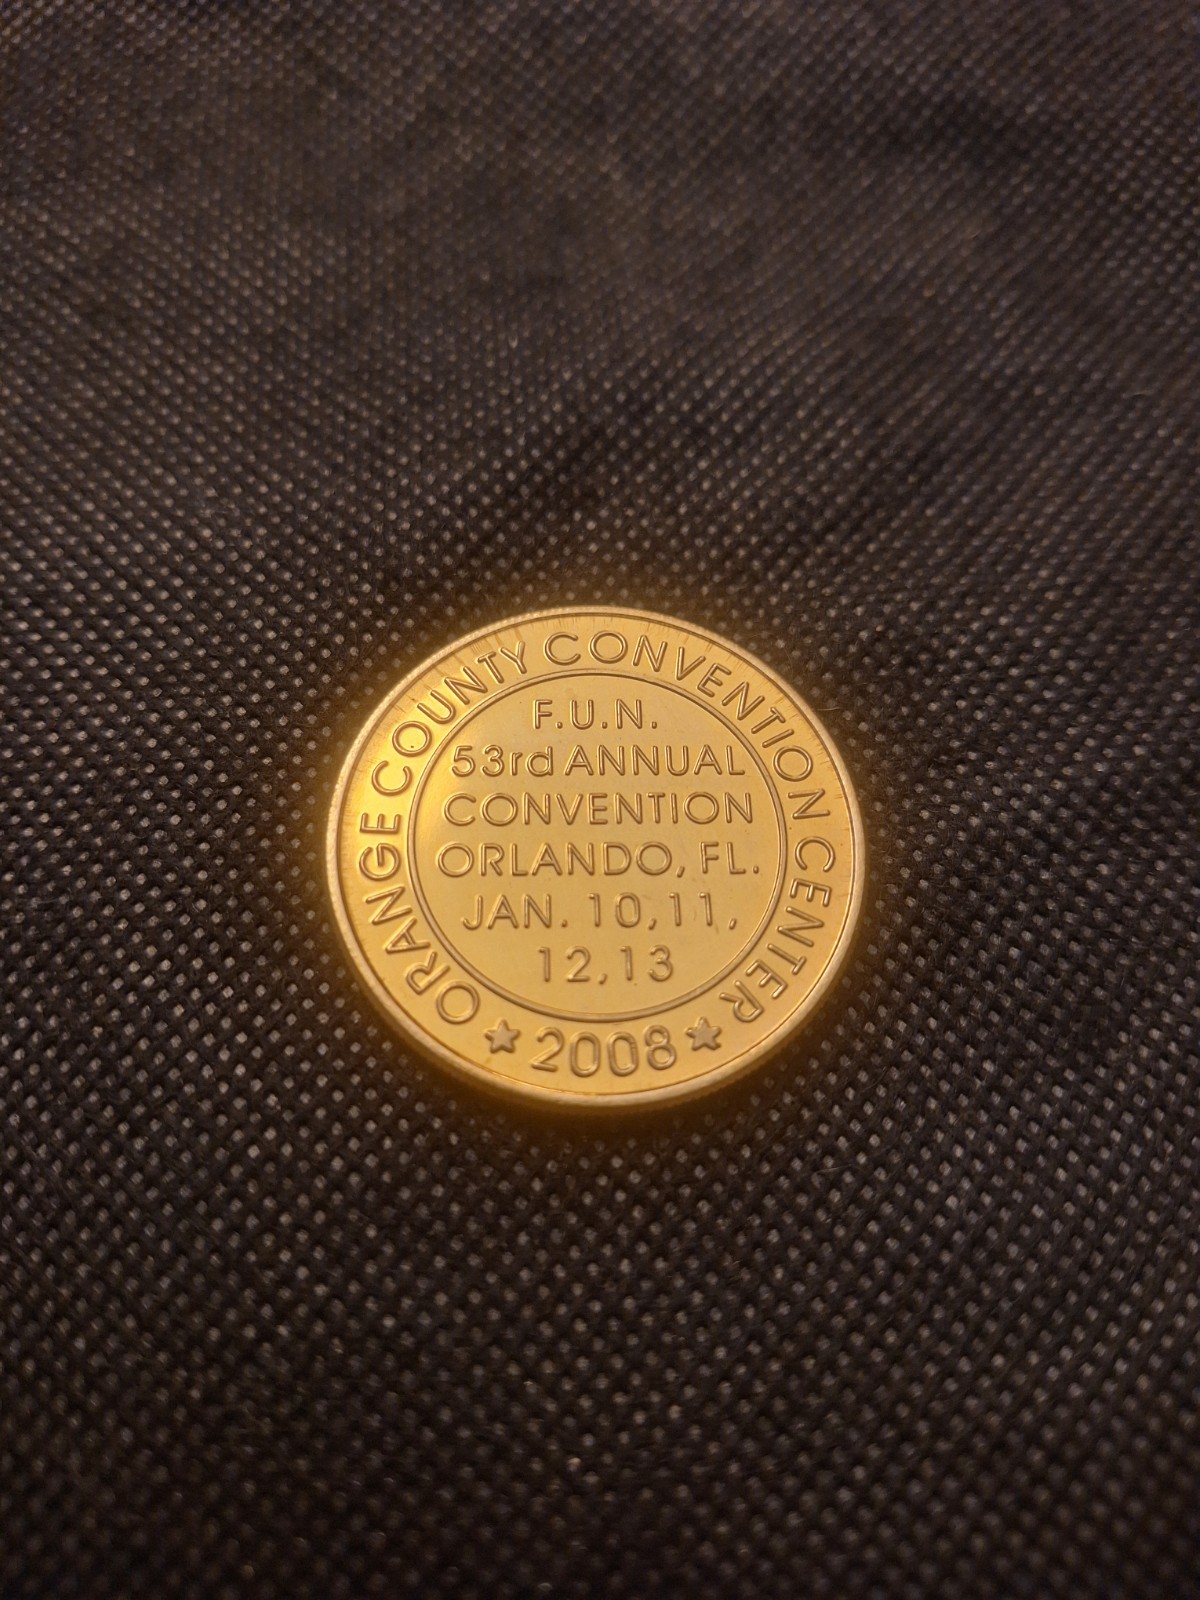 ORANGE COUNTY CONVENTION CENTER
F.U.N.
53rd ANNUAL
CONVENTION
ORLANDO, FL.
JAN. 10,11,
12,13
★ 2008 ★